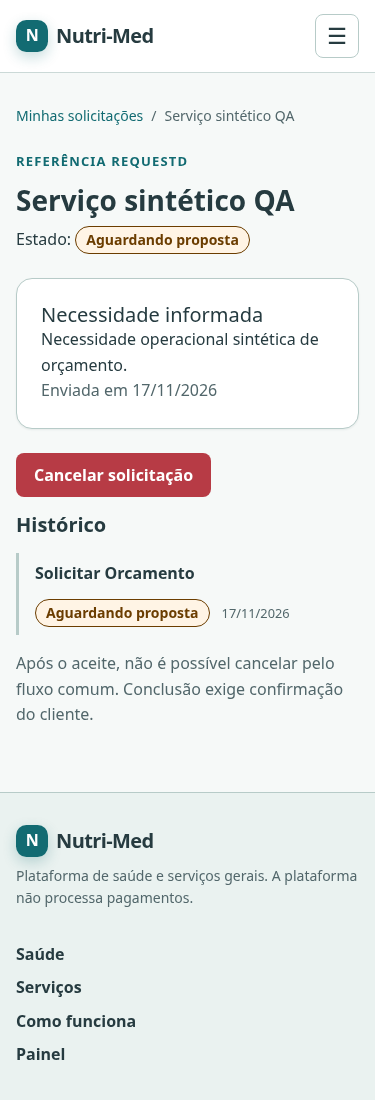 N Nutri-Med ☰
Minhas solicitações / Serviço sintético QA
REFERÊNCIA REQUESTD
Serviço sintético QA
Estado: Aguardando proposta
Necessidade informada
Necessidade operacional sintética de
orçamento.
Enviada em 17/11/2026
Cancelar solicitação
Histórico
Solicitar Orcamento
Aguardando proposta 17/11/2026
Após o aceite, não é possível cancelar pelo
fluxo comum. Conclusão exige confirmação
do cliente.
N Nutri-Med
Plataforma de saúde e serviços gerais. A plataforma
não processa pagamentos.
Saúde
Serviços
Como funciona
Painel